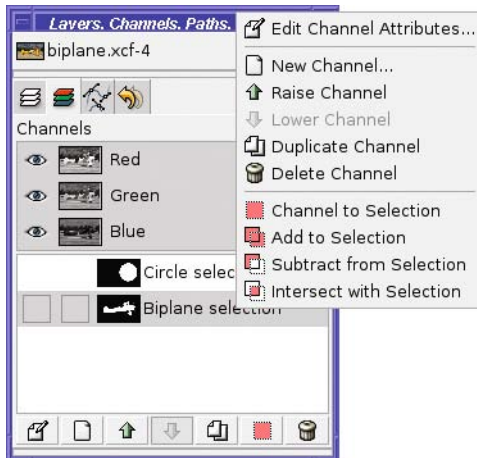 Layers. Channels. Paths.
biplane.xcf-4
Channels
Red
Green
Blue
Circle selec
Biplane selection
Edit Channel Attributes...
New Channel...
Raise Channel
Lower Channel
Duplicate Channel
Delete Channel
Channel to Selection
Add to Selection
Subtract from Selection
Intersect with Selection